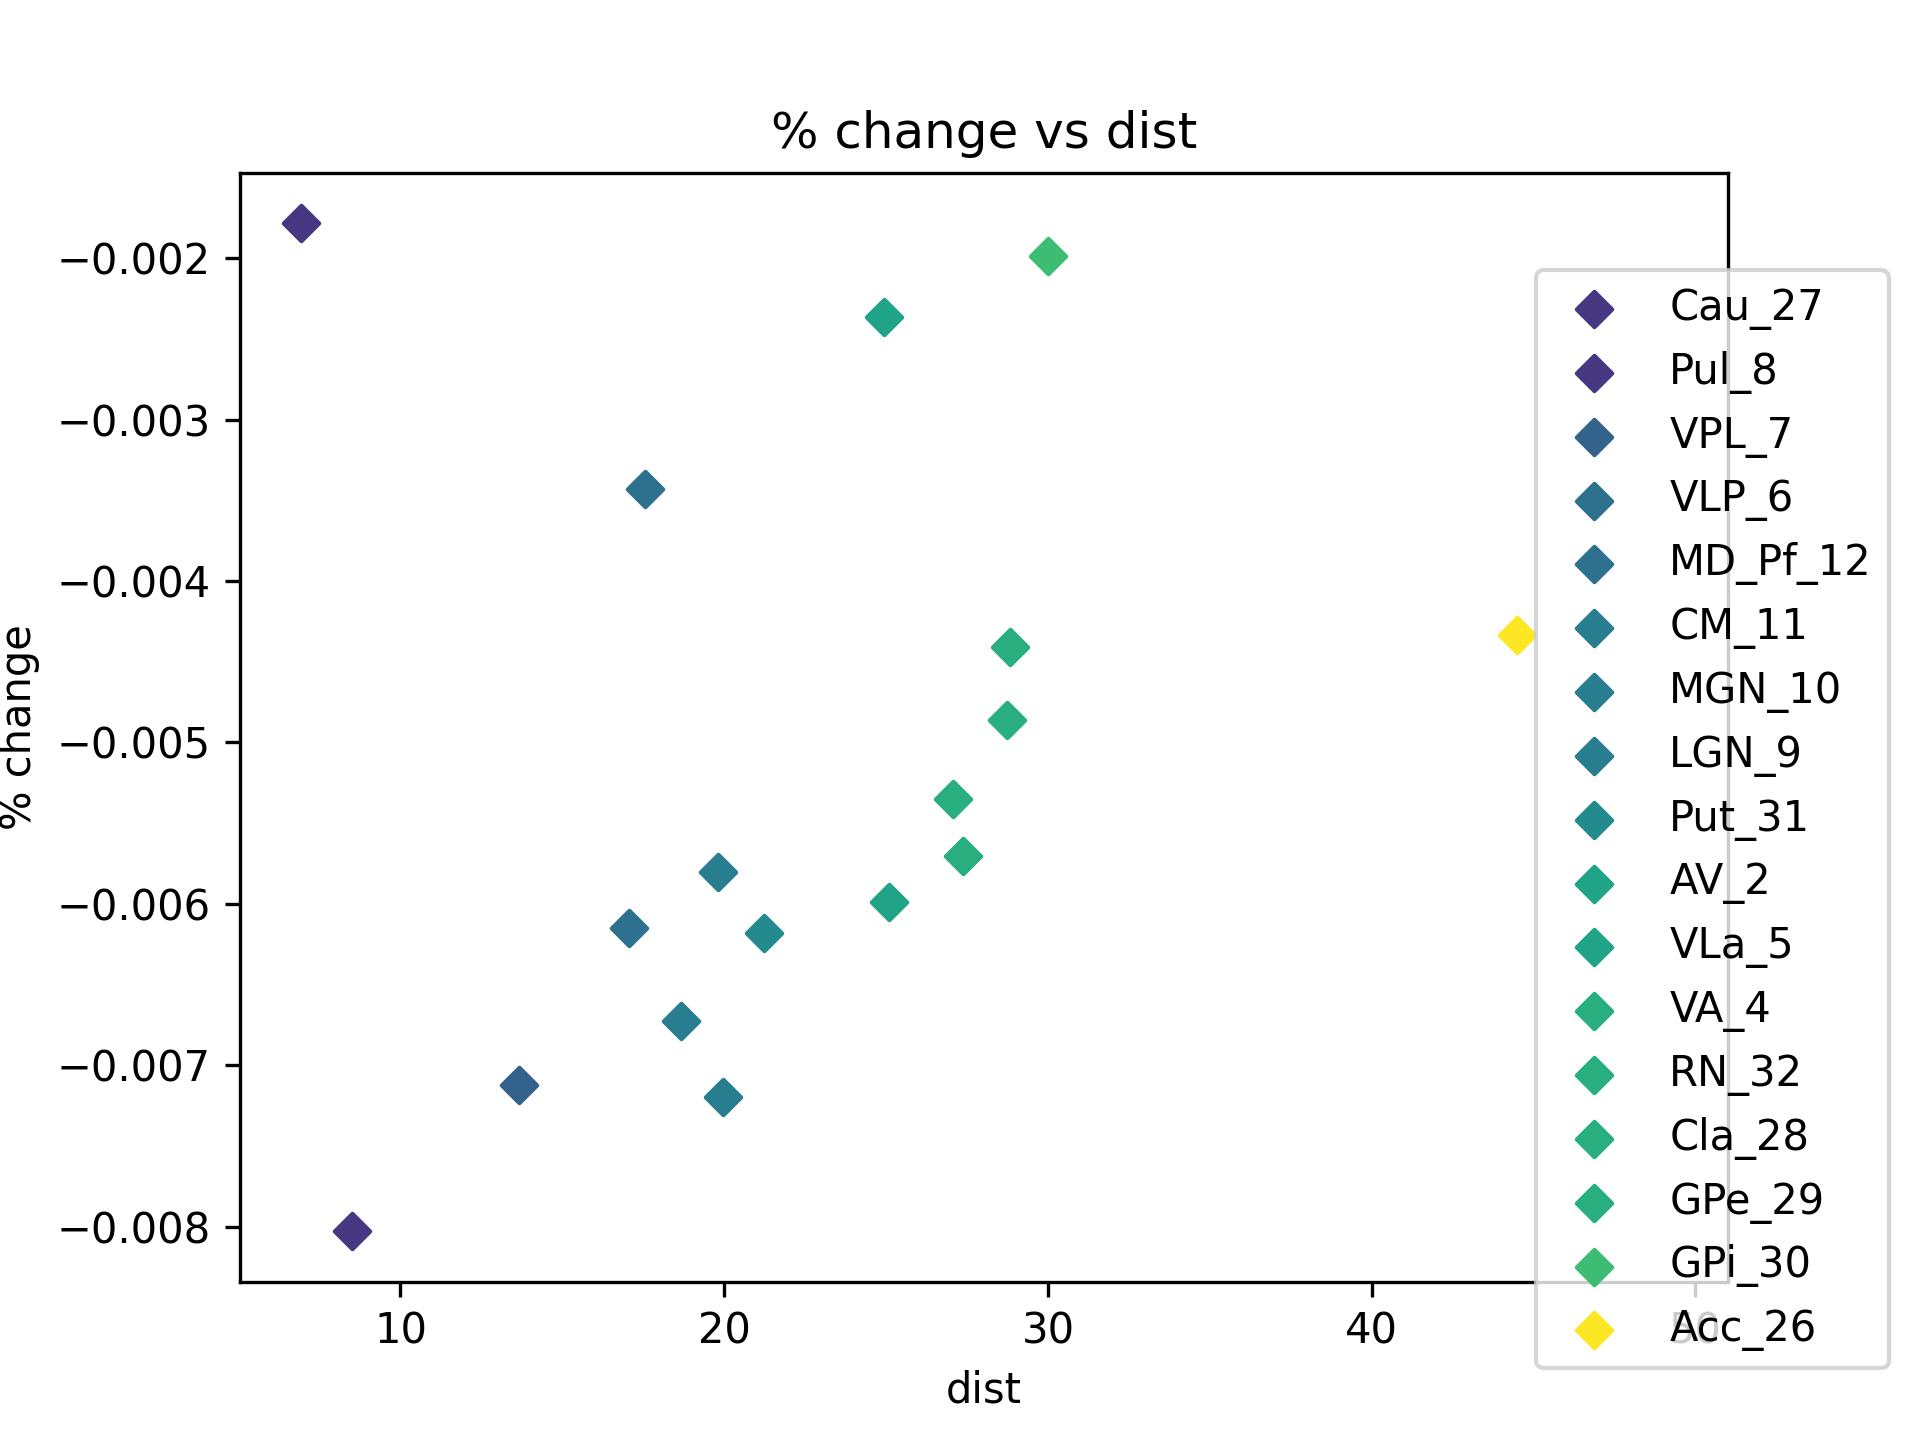 % change vs dist
% change
−0.002
−0.003
−0.004
−0.005
−0.006
−0.007
−0.008
10
20
30
40
50
dist
Cau_27
Pul_8
VPL_7
VLP_6
MD_Pf_12
CM_11
MGN_10
LGN_9
Put_31
AV_2
VLa_5
VA_4
RN_32
Cla_28
GPe_29
GPi_30
Acc_26